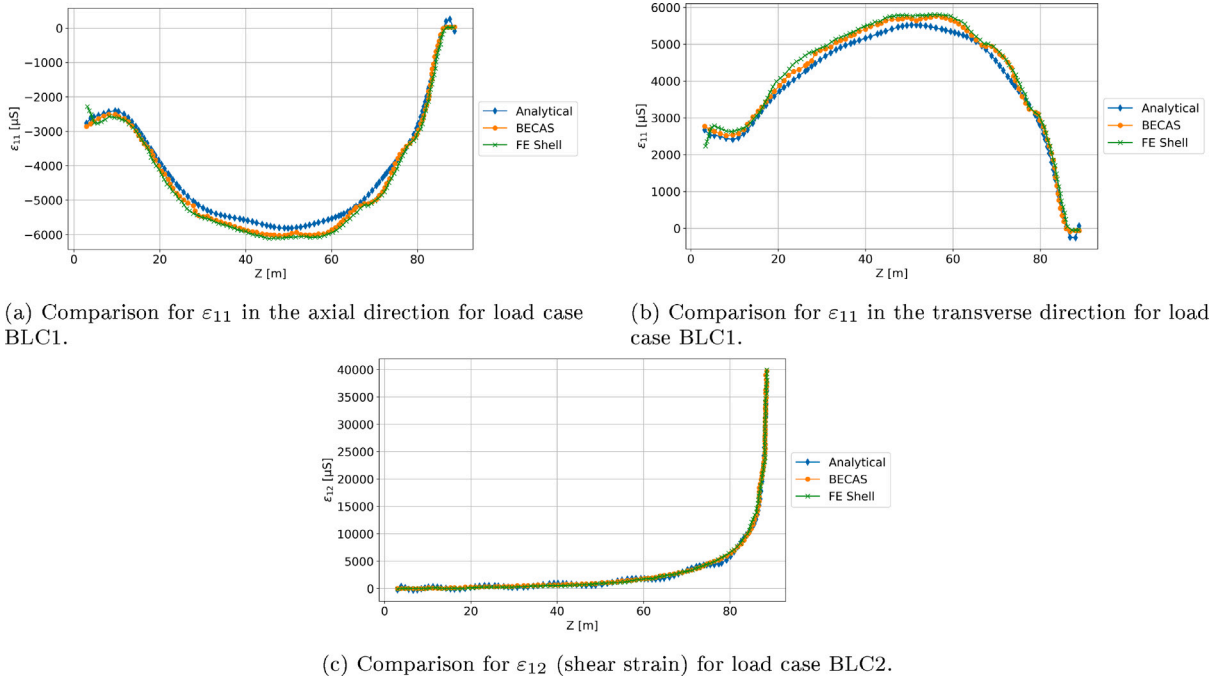 0
−1000
−2000
−3000
−4000
−5000
−6000
ε11 [μS]
0
20
40
60
80
Z [m]
Analytical
BECAS
FE Shell
(a) Comparison for ε11 in the axial direction for load case
BLC1.
6000
5000
4000
3000
2000
1000
0
ε11 [μS]
0
20
40
60
80
Z [m]
Analytical
BECAS
FE Shell
(b) Comparison for ε11 in the transverse direction for load
case BLC1.
40000
35000
30000
25000
20000
15000
10000
5000
0
ε12 [μS]
0
20
40
60
80
Z [m]
Analytical
BECAS
FE Shell
(c) Comparison for ε12 (shear strain) for load case BLC2.